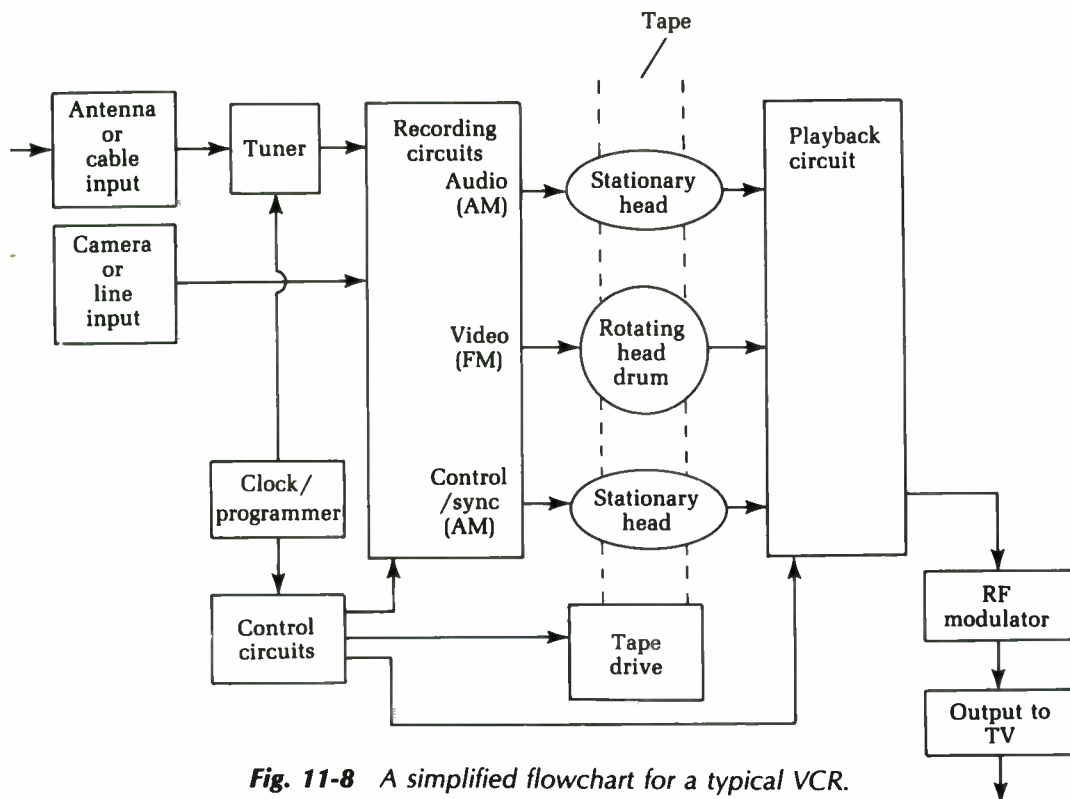 Tape
Antenna
or
cable
input
Tuner
Camera
or
line
input
Recording
circuits
Audio
(AM)
Video
(FM)
Control
/sync
(AM)
Stationary
head
Rotating
head
drum
Stationary
head
Playback
circuit
Clock/
programmer
Control
circuits
Tape
drive
RF
modulator
Output to
TV
Fig. 11-8 A simplified flowchart for a typical VCR.